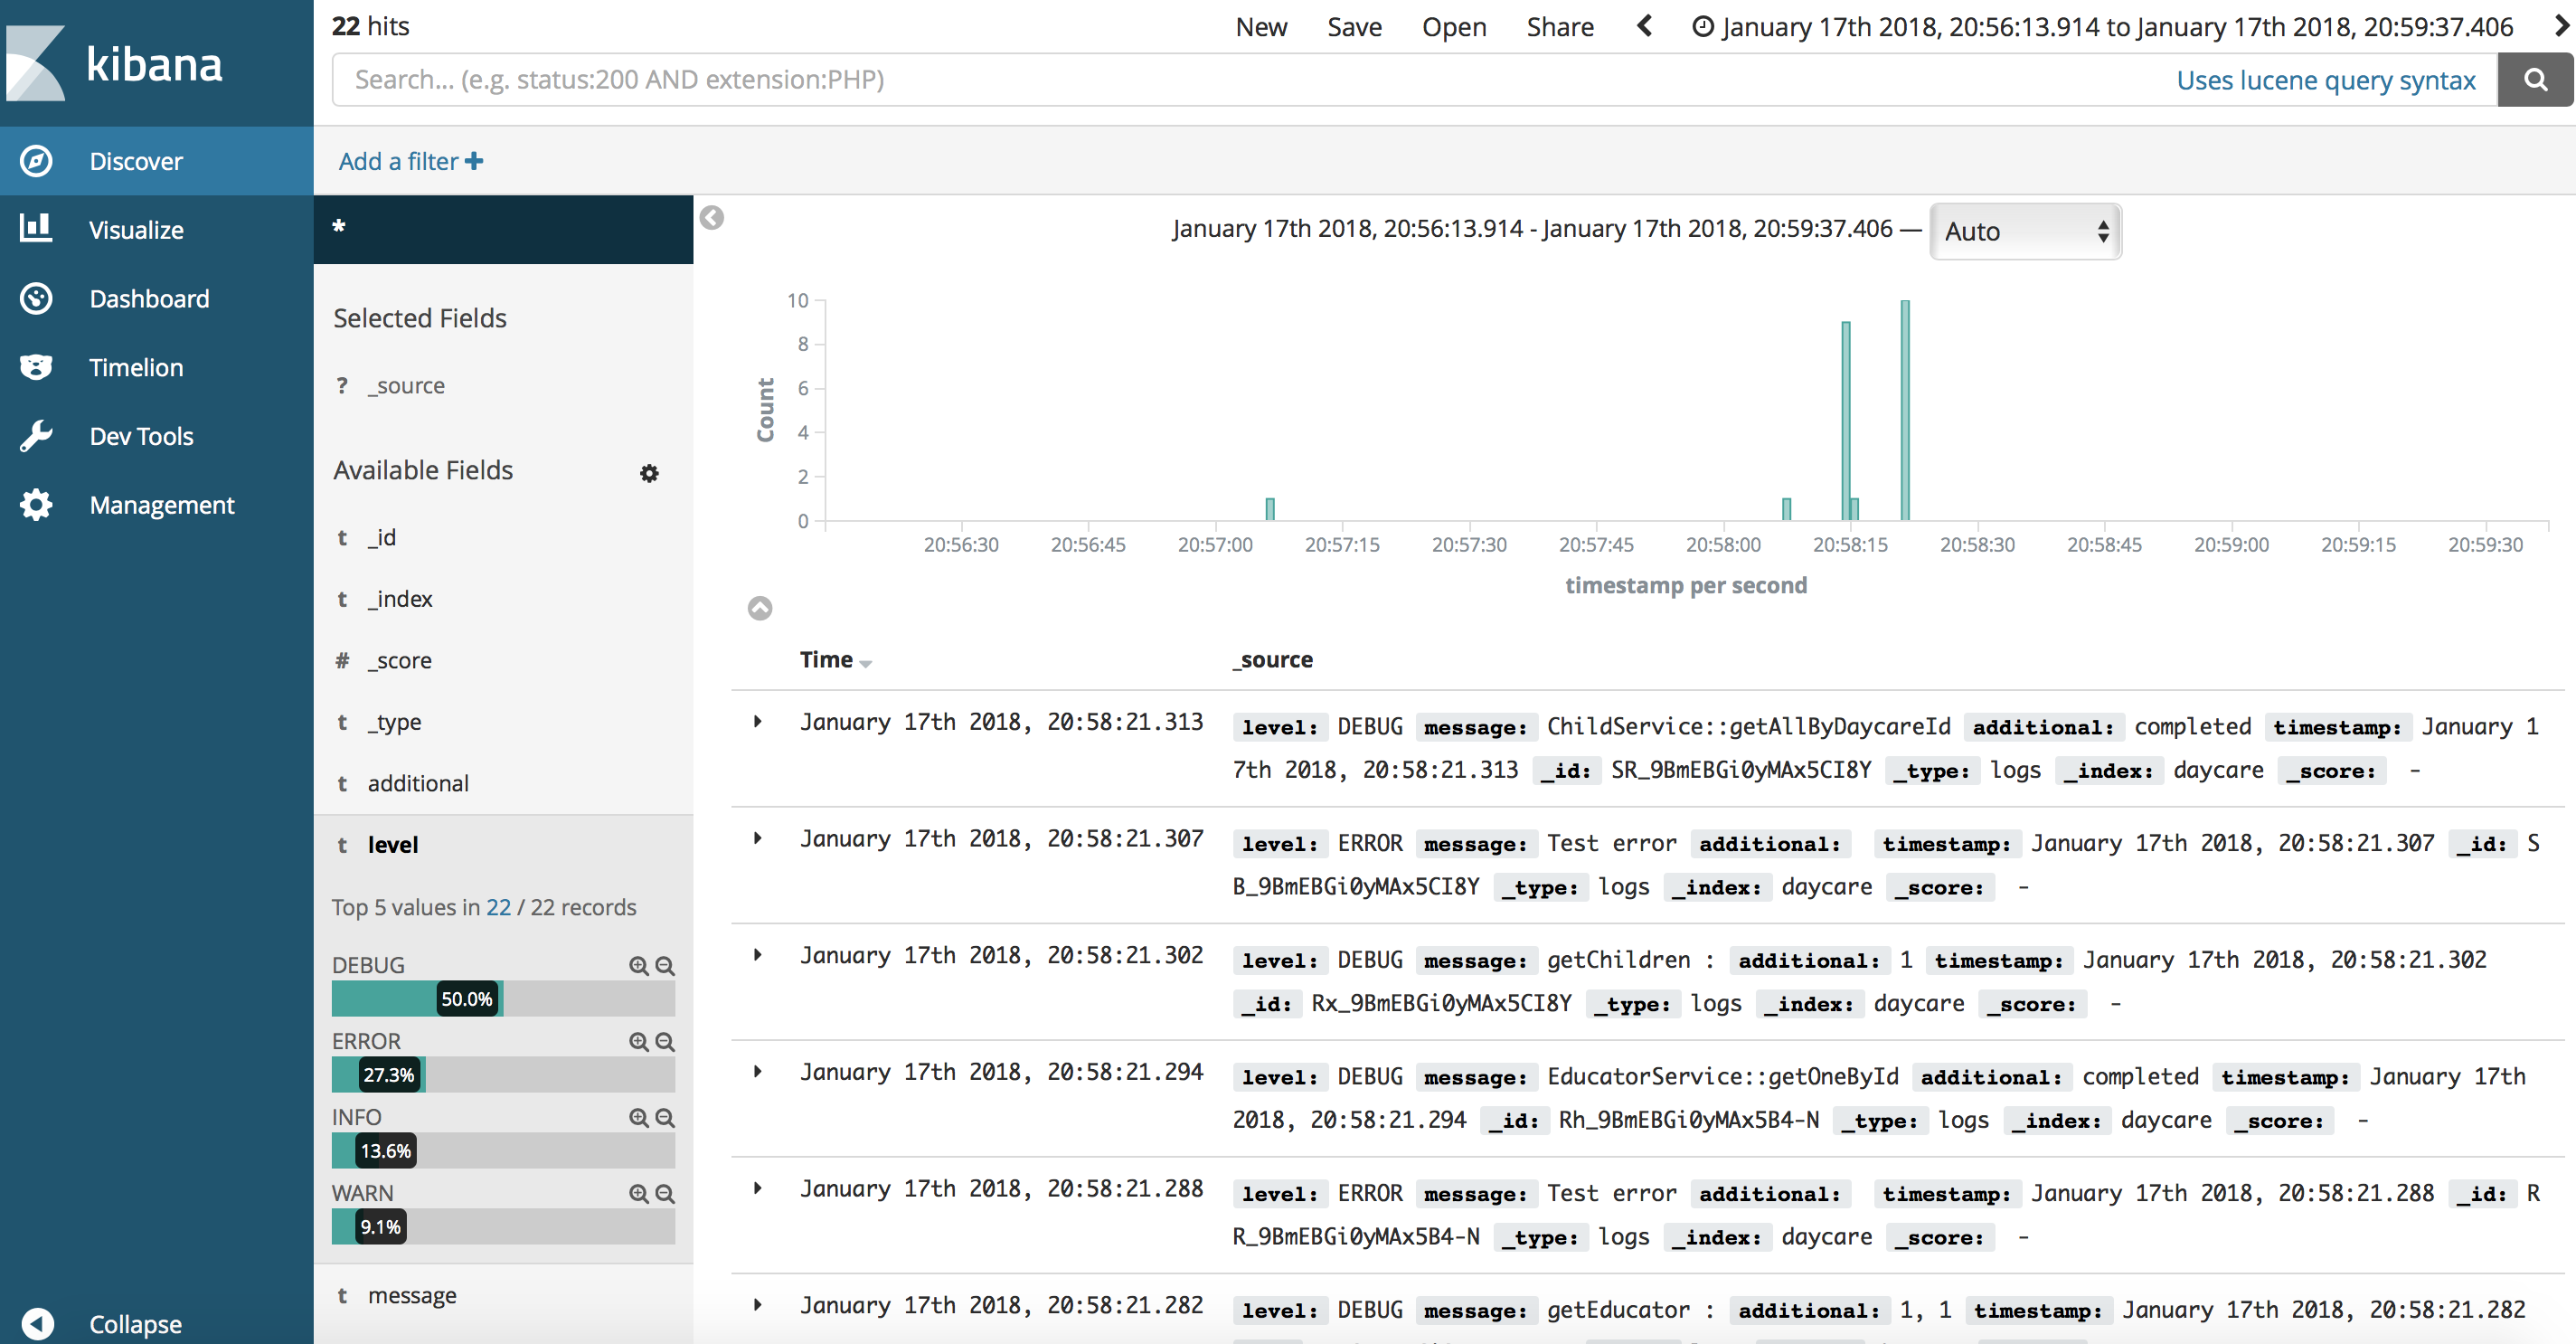 kibana
Discover
Visualize
Dashboard
Timelion
Dev Tools
Management
Collapse
22 hits
New Save Open Share January 17th 2018, 20:56:13.914 to January 17th 2018, 20:59:37.406
Search... (e.g. status:200 AND extension:PHP) Uses lucene query syntax
Add a filter +
*
Selected Fields
? _source
Available Fields
t _id
t _index
# _score
t _type
t additional
t level
Top 5 values in 22 / 22 records
DEBUG
50.0%
ERROR
27.3%
INFO
13.6%
WARN
9.1%
t message
January 17th 2018, 20:56:13.914 - January 17th 2018, 20:59:37.406 — Auto
Count
10
8
6
4
2
0
20:56:30 20:56:45 20:57:00 20:57:15 20:57:30 20:57:45 20:58:00 20:58:15 20:58:30 20:58:45 20:59:00 20:59:15 20:59:30
timestamp per second
Time _source
January 17th 2018, 20:58:21.313 level: DEBUG message: ChildService::getAllByDaycareId additional: completed timestamp: January 1
7th 2018, 20:58:21.313 _id: SR_9BmEBGi0yMAx5CI8Y _type: logs _index: daycare _score: -
January 17th 2018, 20:58:21.307 level: ERROR message: Test error additional: timestamp: January 17th 2018, 20:58:21.307 _id: S
B_9BmEBGi0yMAx5CI8Y _type: logs _index: daycare _score: -
January 17th 2018, 20:58:21.302 level: DEBUG message: getChildren : additional: 1 timestamp: January 17th 2018, 20:58:21.302
_id: Rx_9BmEBGi0yMAx5CI8Y _type: logs _index: daycare _score: -
January 17th 2018, 20:58:21.294 level: DEBUG message: EducatorService::getOneById additional: completed timestamp: January 17th
2018, 20:58:21.294 _id: Rh_9BmEBGi0yMAx5B4-N _type: logs _index: daycare _score: -
January 17th 2018, 20:58:21.288 level: ERROR message: Test error additional: timestamp: January 17th 2018, 20:58:21.288 _id: R
R_9BmEBGi0yMAx5B4-N _type: logs _index: daycare _score: -
January 17th 2018, 20:58:21.282 level: DEBUG message: getEducator : additional: 1, 1 timestamp: January 17th 2018, 20:58:21.282